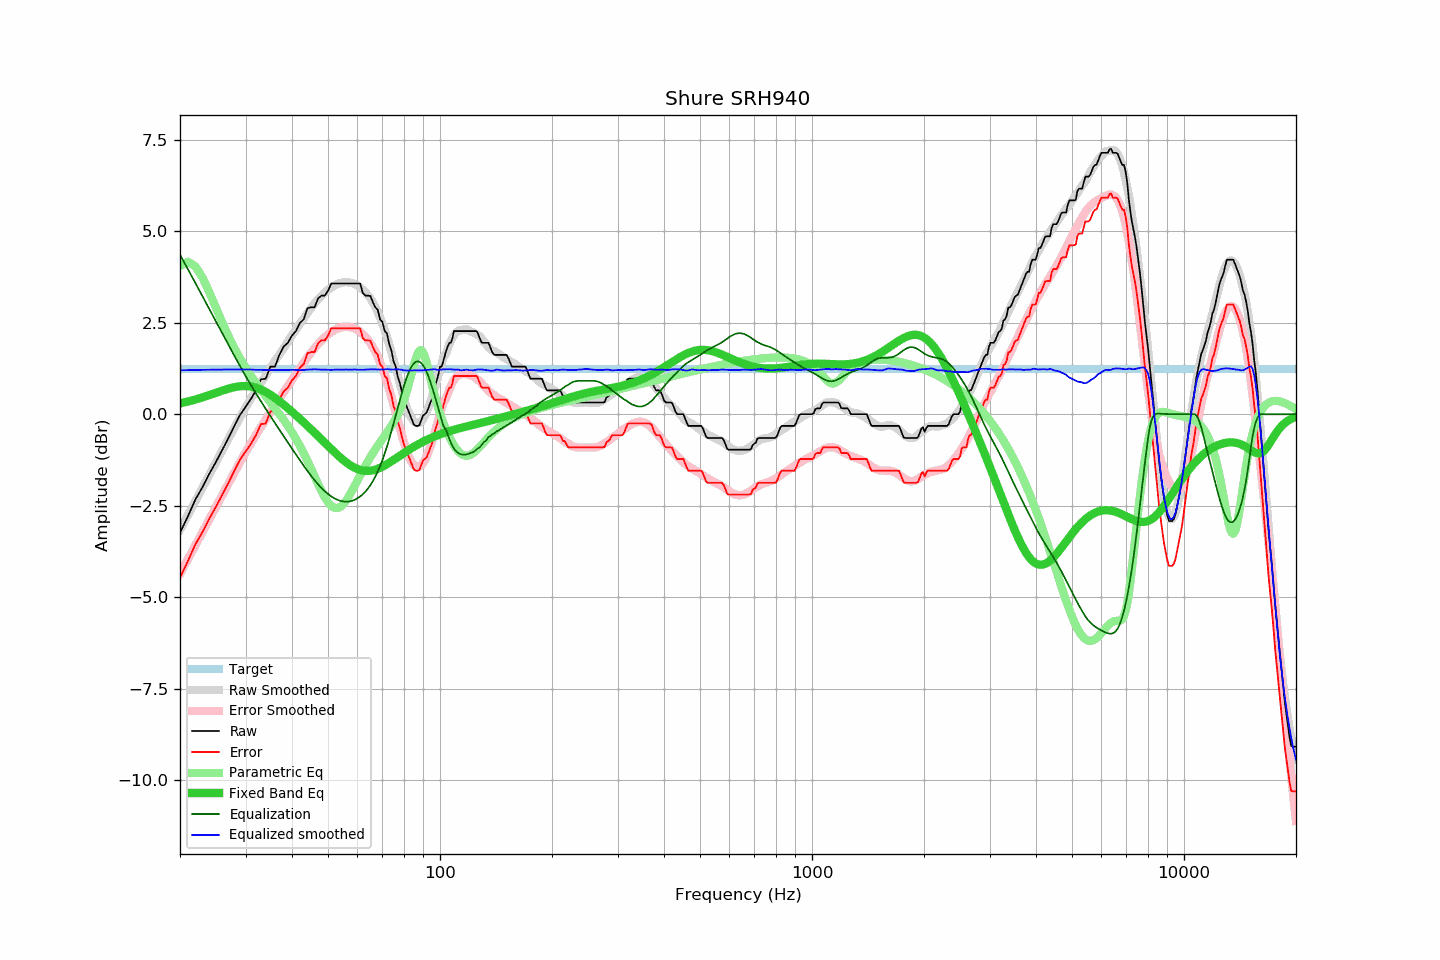 Shure SRH940
7.5
5.0
2.5
0.0
−2.5
−5.0
−7.5
−10.0
Amplitude (dBr)
Target
Raw Smoothed
Error Smoothed
Raw
Error
Parametric Eq
Fixed Band Eq
Equalization
Equalized smoothed
100
1000
10000
Frequency (Hz)